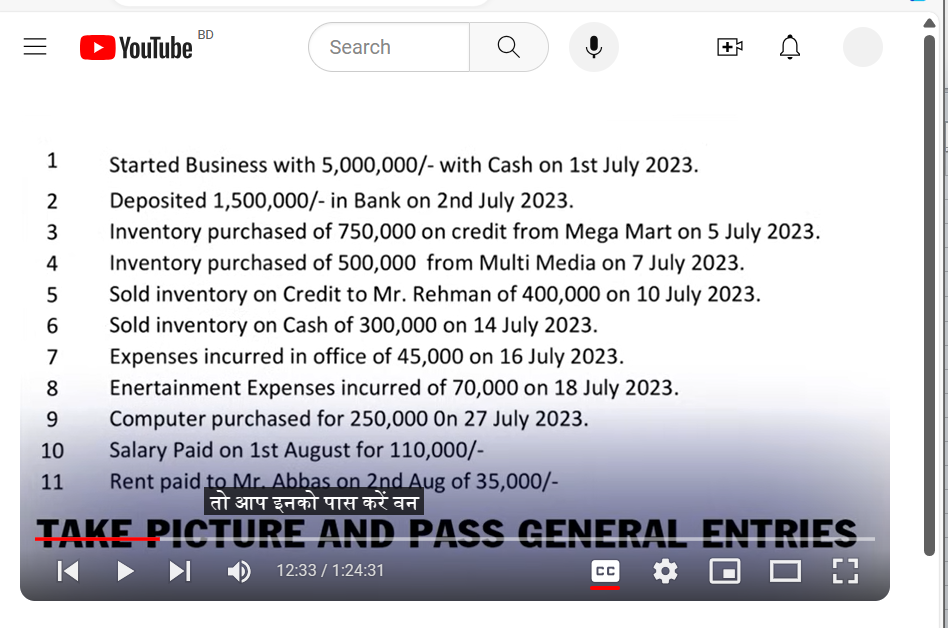 YouTube BD
Search
1 Started Business with 5,000,000/- with Cash on 1st July 2023.
2 Deposited 1,500,000/- in Bank on 2nd July 2023.
3 Inventory purchased of 750,000 on credit from Mega Mart on 5 July 2023.
4 Inventory purchased of 500,000 from Multi Media on 7 July 2023.
5 Sold inventory on Credit to Mr. Rehman of 400,000 on 10 July 2023.
6 Sold inventory on Cash of 300,000 on 14 July 2023.
7 Expenses incurred in office of 45,000 on 16 July 2023.
8 Enertainment Expenses incurred of 70,000 on 18 July 2023.
9 Computer purchased for 250,000 0n 27 July 2023.
10 Salary Paid on 1st August for 110,000/-
11 Rent paid to Mr. Abbas on 2nd Aug of 35,000/-
तो आप इनको पास करें वन
TAKE PICTURE AND PASS GENERAL ENTRIES
12:33 / 1:24:31
CC